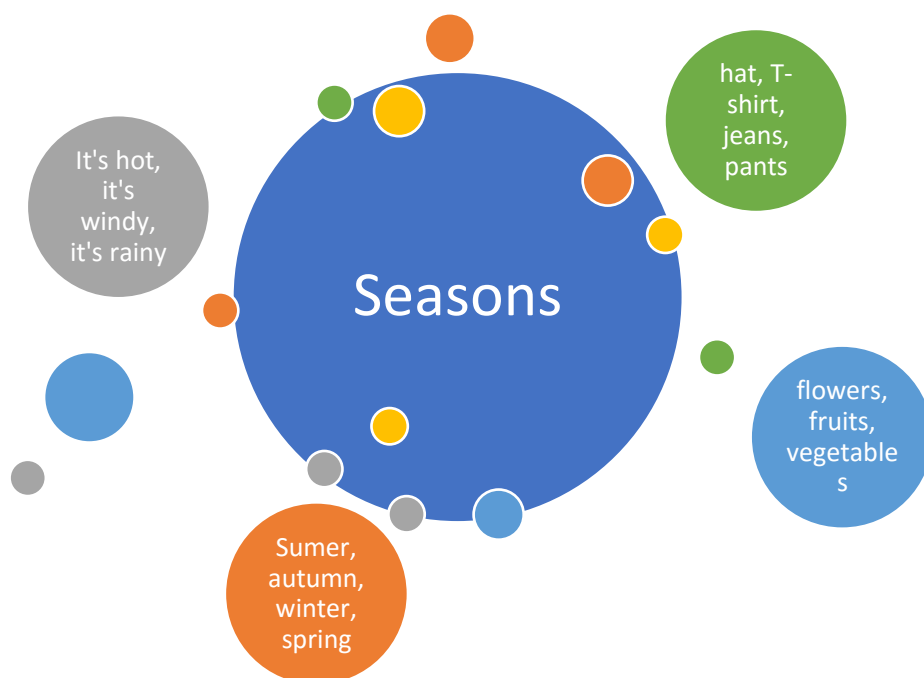 hat, T-
shirt,
jeans,
pants
It's hot,
it's
windy,
it's rainy
Seasons
flowers,
fruits,
vegetable
s
Sumer,
autumn,
winter,
spring